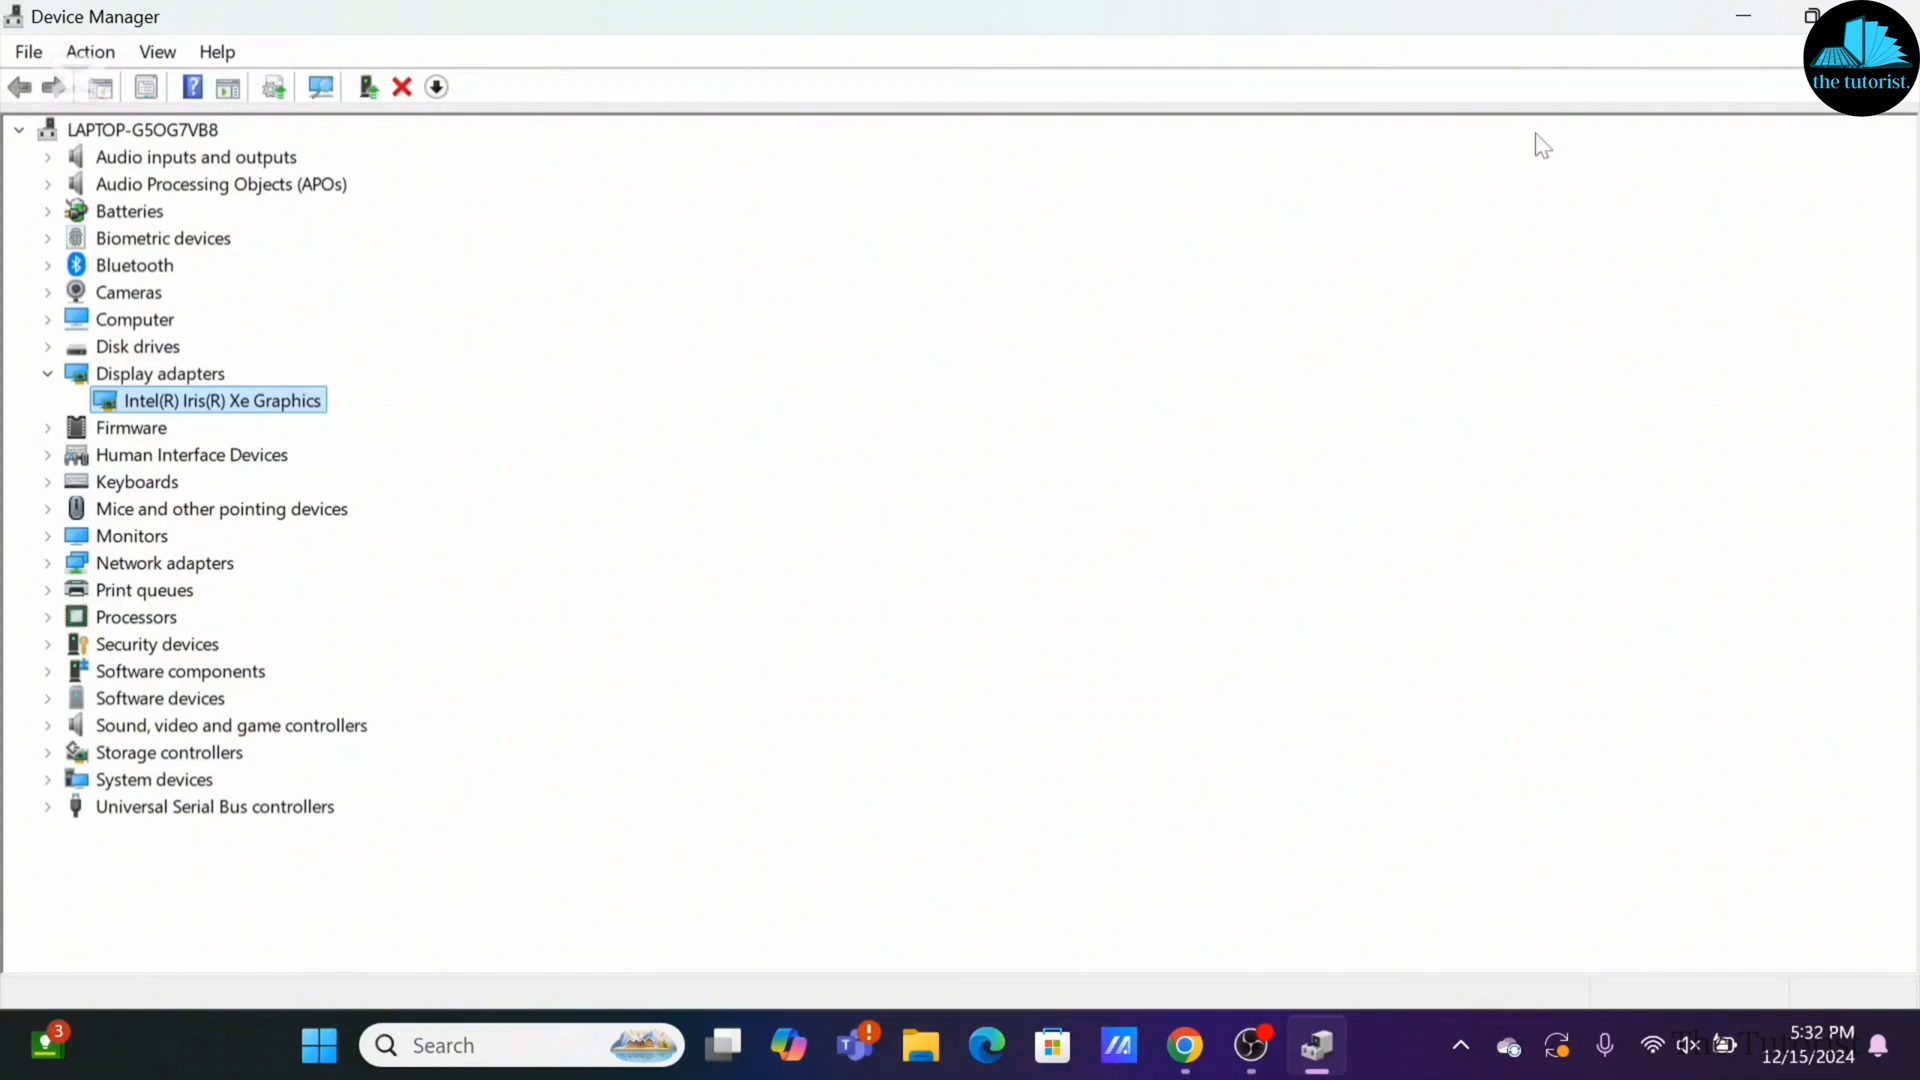 Device Manager
File Action View Help
the tutorist.
LAPTOP-G5OG7VB8
Audio inputs and outputs
Audio Processing Objects (APOs)
Batteries
Biometric devices
Bluetooth
Cameras
Computer
Disk drives
Display adapters
Intel(R) Iris(R) Xe Graphics
Firmware
Human Interface Devices
Keyboards
Mice and other pointing devices
Monitors
Network adapters
Print queues
Processors
Security devices
Software components
Software devices
Sound, video and game controllers
Storage controllers
System devices
Universal Serial Bus controllers
3
Search
5:32 PM
The Tutorist
12/15/2024